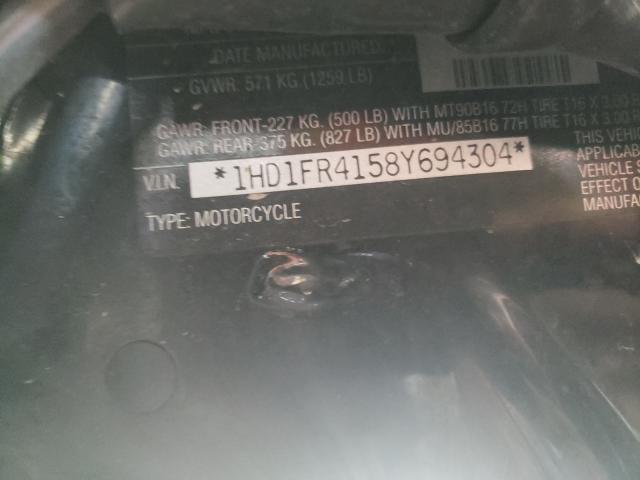 DATE MANUFACTURED:
GVWR: 571 KG. (1259 LB)
GAWR: FRONT-227 KG. (500 LB) WITH MT90B16 72H TIRE T16 X 3.00
GAWR: REAR 375 KG. (827 LB) WITH MU/85B16 77H TIRE T16 X 3.00 R
V.I.N. *1HD1FR4158Y694304*
TYPE: MOTORCYCLE
THIS VEHI
APPLICAB
VEHICLE S
EFFECT O
MANUFA